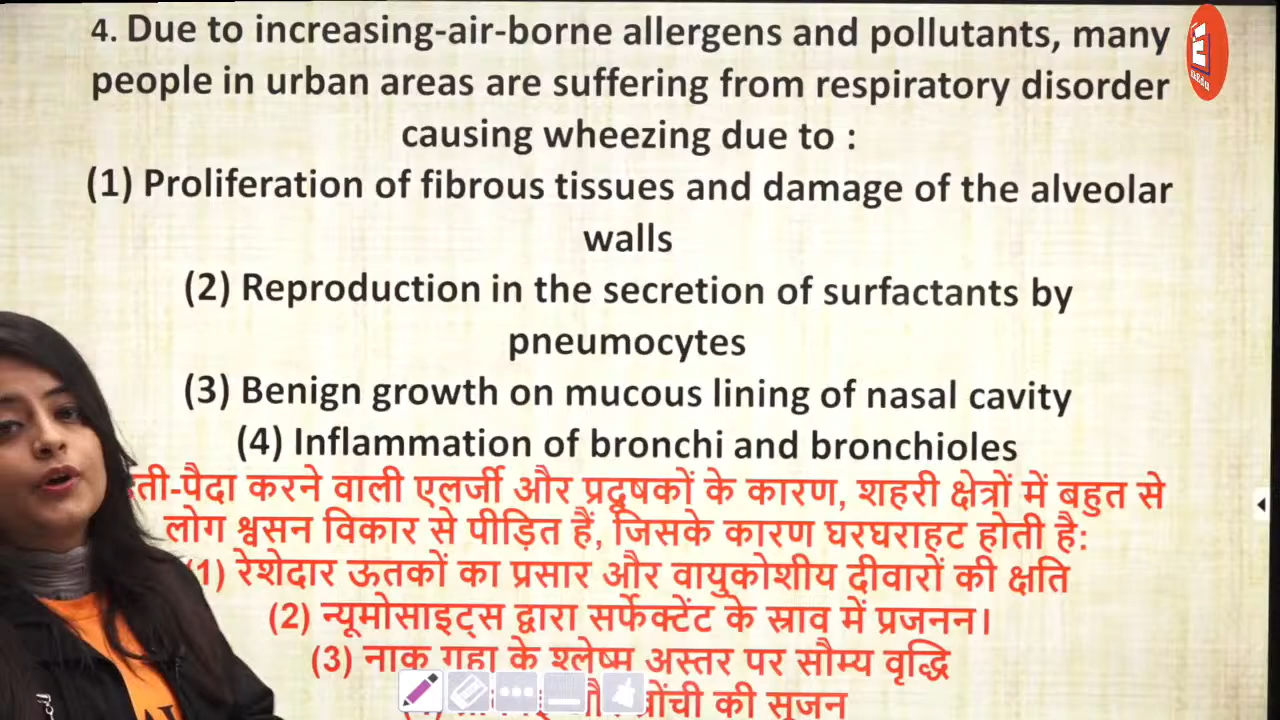 4. Due to increasing-air-borne allergens and pollutants, many
people in urban areas are suffering from respiratory disorder
causing wheezing due to :
(1) Proliferation of fibrous tissues and damage of the alveolar
walls
(2) Reproduction in the secretion of surfactants by
pneumocytes
(3) Benign growth on mucous lining of nasal cavity
(4) Inflammation of bronchi and bronchioles
-पैदा करने वाली एलर्जी और प्रदूषकों के कारण, शहरी क्षेत्रों में बहुत से
लोग श्वसन विकार से पीड़ित हैं, जिसके कारण घरघराहट होती है:
(1) रेशेदार ऊतकों का प्रसार और वायुकोशीय दीवारों की क्षति
(2) न्यूमोसाइट्स द्वारा सर्फेक्टेंट के स्राव में प्रजनन।
(3) नाक गुहा के श्लेष्म अस्तर पर सौम्य वृद्धि
की सूजन